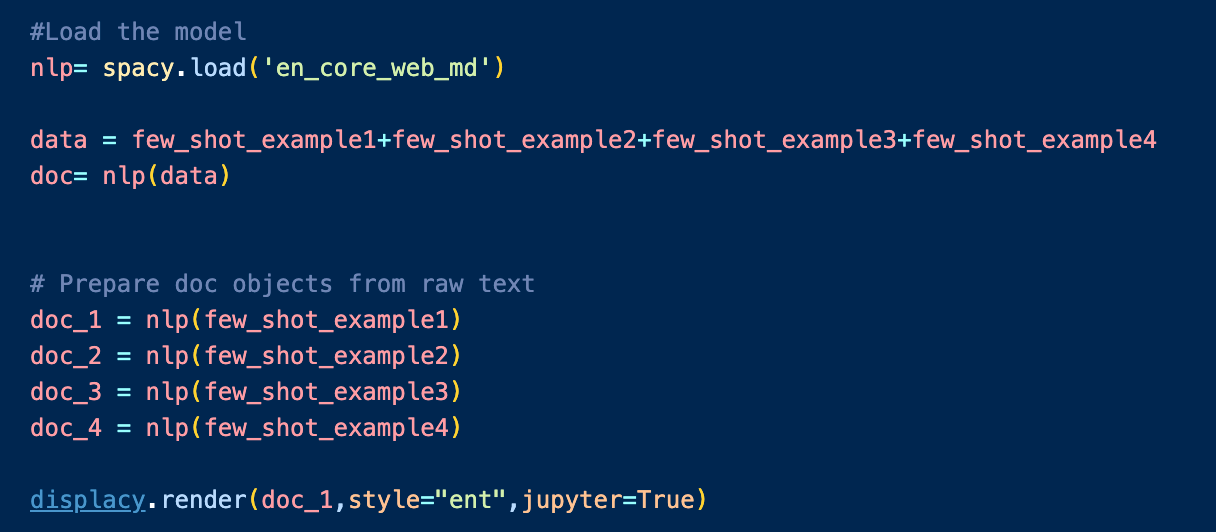 #Load the model
nlp= spacy.load('en_core_web_md')
data = few_shot_example1+few_shot_example2+few_shot_example3+few_shot_example4
doc= nlp(data)
# Prepare doc objects from raw text
doc_1 = nlp(few_shot_example1)
doc_2 = nlp(few_shot_example2)
doc_3 = nlp(few_shot_example3)
doc_4 = nlp(few_shot_example4)
displacy.render(doc_1,style="ent",jupyter=True)